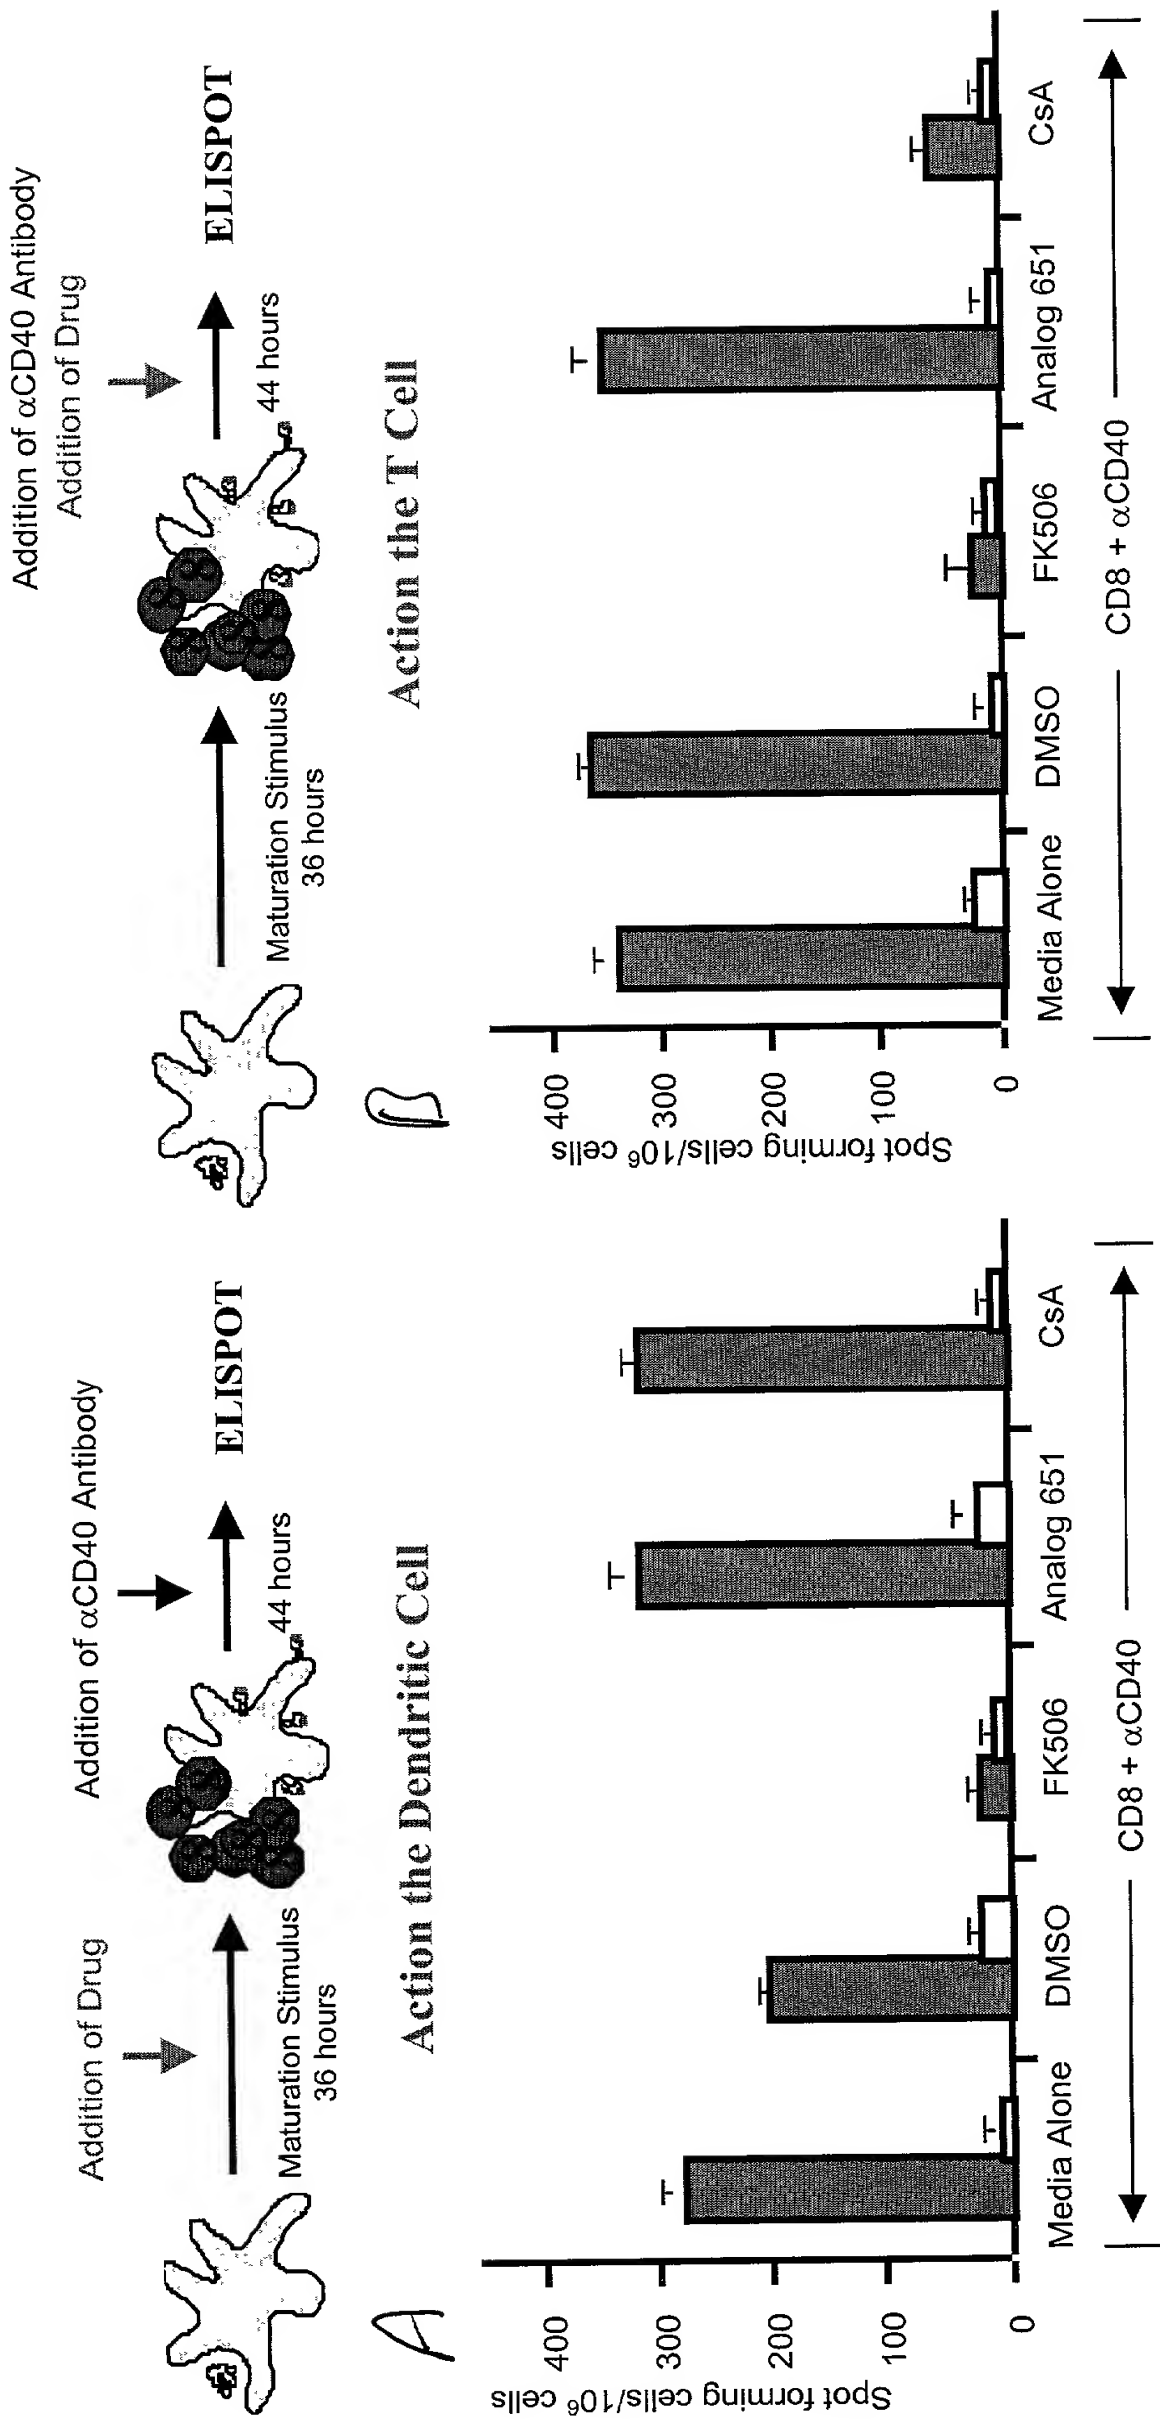 Addition of Drug
Addition of αCD40 Antibody
Maturation Stimulus
36 hours
44 hours
ELISPOT
A
Action the Dendritic Cell
Spot forming cells/10⁶ cells
400
300
200
100
0
Media Alone
DMSO
FK506
Analog 651
CsA
CD8 + αCD40
Addition of αCD40 Antibody
Addition of Drug
Maturation Stimulus
36 hours
44 hours
ELISPOT
B
Action the T Cell
Spot forming cells/10⁶ cells
400
300
200
100
0
Media Alone
DMSO
FK506
Analog 651
CsA
CD8 + αCD40